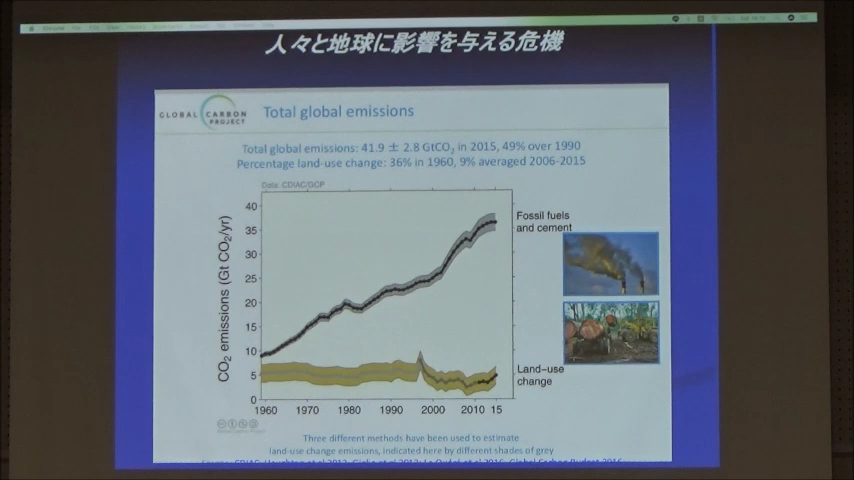 人々と地球に影響を与える危機
GLOBAL CARBON
PROJECT
Total global emissions
Total global emissions: 41.9 ± 2.8 GtCO2 in 2015, 49% over 1990
Percentage land-use change: 36% in 1960, 9% averaged 2006-2015
Data: CDIAC/GCP
CO2 emissions (Gt CO2/yr)
40
35
30
25
20
15
10
5
0
1960 1970 1980 1990 2000 2010 15
Fossil fuels
and cement
Land-use
change
Three different methods have been used to estimate
land-use change emissions, indicated here by different shades of grey